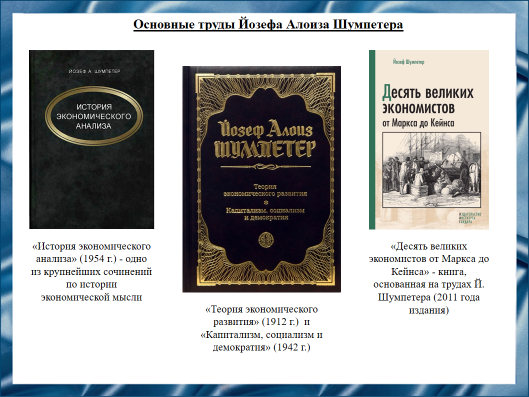 Основные труды Йозефа Алоиза Шумпетера
ЙОЗЕФ А. ШУМПЕТЕР
ИСТОРИЯ
ЭКОНОМИЧЕСКОГО
АНАЛИЗА
«История экономического
анализа» (1954 г.) - одно
из крупнейших сочинений
по истории
экономической мысли
Йозеф Алоиз
ШУМПЕТЕР
Теория
экономического развития
Капитализм, социализм
и демократия
«Теория экономического
развития» (1912 г.) и
«Капитализм, социализм и
демократия» (1942 г.)
Йозеф Шумпетер
Десять великих
экономистов
от Маркса до Кейнса
ИЗДАТЕЛЬСТВО
ИНСТИТУТА
ГАЙДАРА
«Десять великих
экономистов от Маркса до
Кейнса» - книга,
основанная на трудах Й.
Шумпетера (2011 года
издания)